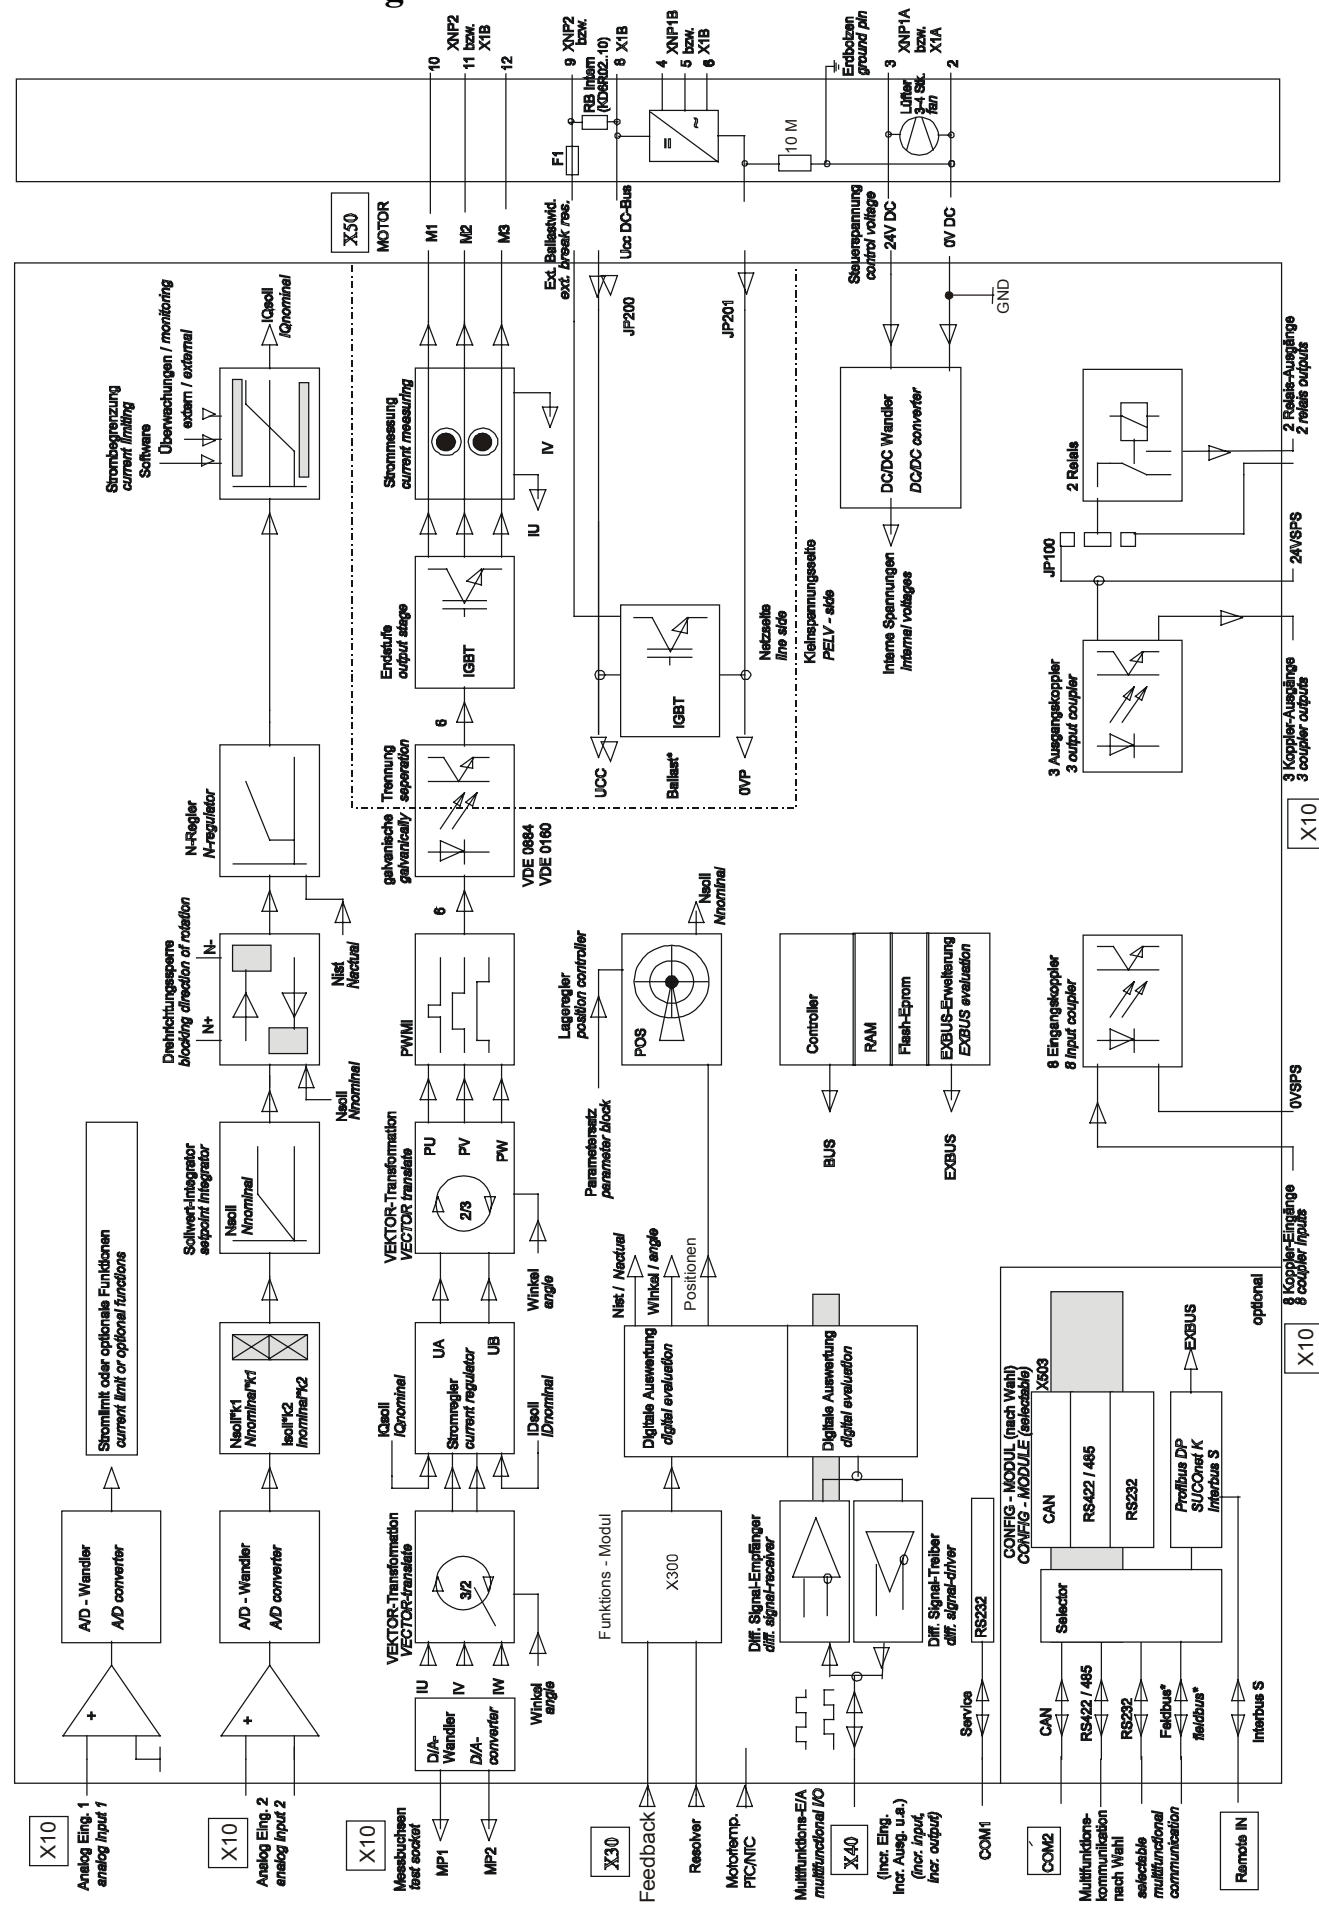 g
X10
Analog Eing. 1
analog input 1
A/D - Wandler
A/D converter
+
Stromlimit oder optionale Funktionen
current limit or optional functions
X10
Analog Eing. 2
analog input 2
+
A/D - Wandler
A/D converter
Nsoll*k1
Nnominal*k1
Isoll*k2
Inominal*k2
Sollwert-Integrator
setpoint integrator
Nsoll
Nnominal
Drehrichtungssperre
blocking direction of rotation
N+
N-
Nsoll
Nnominal
Nist
Nactual
N-Regler
N-regulator
Strombegrenzung
current limiting
Software
Überwachungen / monitoring
extern / external
IQsoll
IQnominal
X10
Messbuchsen
test socket
MP1
MP2
D/A-
Wandler
D/A-
converter
IU
IV
IW
VEKTOR-Transformation
VECTOR-translate
3/2
Winkel
angle
IQsoll
IQnominal
Stromregler
current regulator
UA
UB
IDsoll
IDnominal
VEKTOR-Transformation
VECTOR translate
2/3
PU
PV
PW
Winkel
angle
PWMI
6
galvanische Trennung
galvanically seperation
VDE 0884
VDE 0160
6
Endstufe
output stage
IGBT
Strommessung
current measuring
IU
IV
X50
MOTOR
M1
M2
M3
10
11
12
XNP2
bzw.
X1B
UCC
Ballast*
0VP
IGBT
Netzseite
line side
Kleinspannungsseite
PELV - side
JP200
JP201
Ext. Ballastwid.
ext. break res.
Ucc DC-Bus
F1
RB intern
(KD6R02..10)
9
8
XNP2
bzw.
X1B
4
5
6
XNP1B
bzw.
X1B
=
~
10 M
Erdbolzen
ground pin
3
2
XNP1A
bzw.
X1A
Lüfter
3-4 Stk.
fan
Steuerspannung
control voltage
24V DC
0V DC
GND
DC/DC Wandler
DC/DC converter
Interne Spannungen
internal voltages
X30
Feedback
Resolver
Motortemp.
PTC/NTC
Funktions - Modul
X300
Digitale Auswertung
digital evaluation
Nist / Nactual
Winkel / angle
Positionen
Parametersatz
parameter block
Lageregler
position controller
POS
Nsoll
Nnominal
Multifunktions-E/A
multifunctional I/O
X40
(Incr. Eing.
Incr. Ausg. u.a.)
(incr. input,
incr. output)
Diff. Signal-Empfänger
diff. signal-receiver
Diff. Signal-Treiber
diff. signal-driver
Digitale Auswertung
digital evaluation
Controller
RAM
Flash-Eprom
EXBUS-Erweiterung
EXBUS evaluation
BUS
EXBUS
COM1
Service
RS232
COM2
Multifunktions-
kommunikation
nach Wahl
selectable
multifunctional
communication
CAN
RS422 / 485
RS232
Feldbus*
fieldbus*
Remote IN
Interbus S
Selector
CONFIG - MODUL (nach Wahl)
CONFIG - MODULE (selectable)
X503
CAN
RS422 / 485
RS232
Profibus DP
SUCOnet K
Interbus S
EXBUS
optional
X10
8 Koppler-Eingänge
8 coupler inputs
0VSPS
8 Eingangskoppler
8 input coupler
X10
3 Koppler-Ausgänge
3 coupler outputs
3 Ausgangskoppler
3 output coupler
24VSPS
JP100
2 Relais
2 Relais-Ausgänge
2 relais outputs